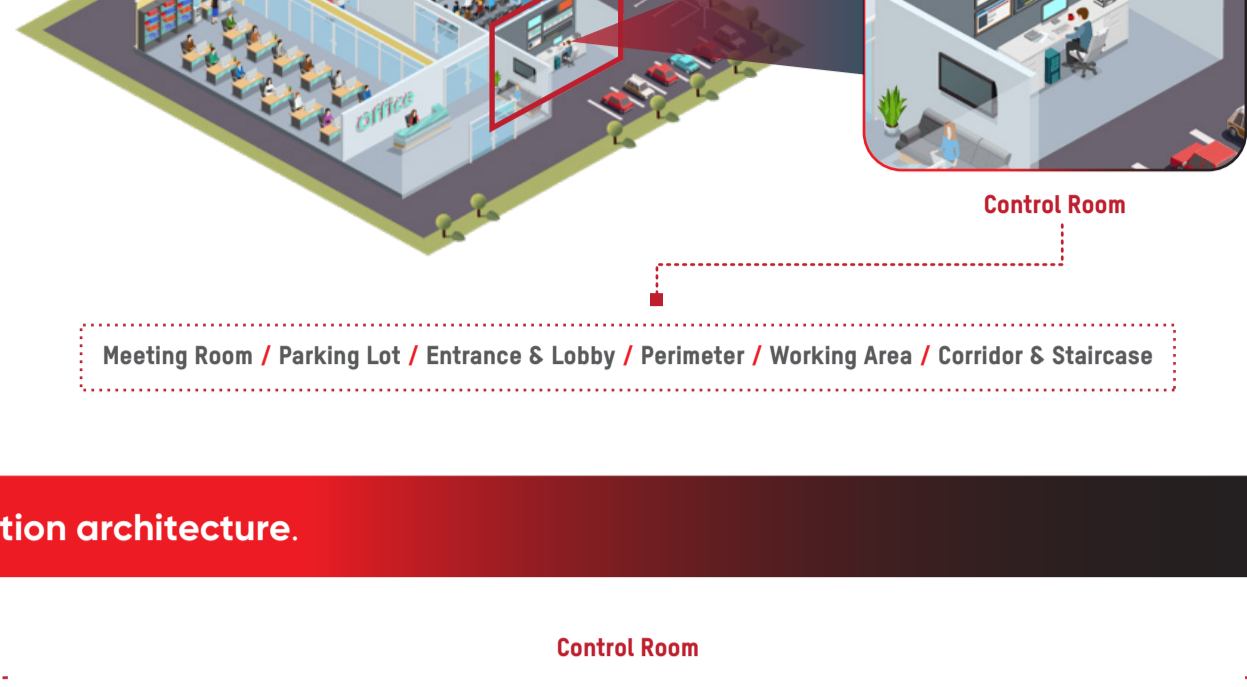 Office
Control Room
Meeting Room / Parking Lot / Entrance & Lobby / Perimeter / Working Area / Corridor & Staircase
tion architecture.
Control Room